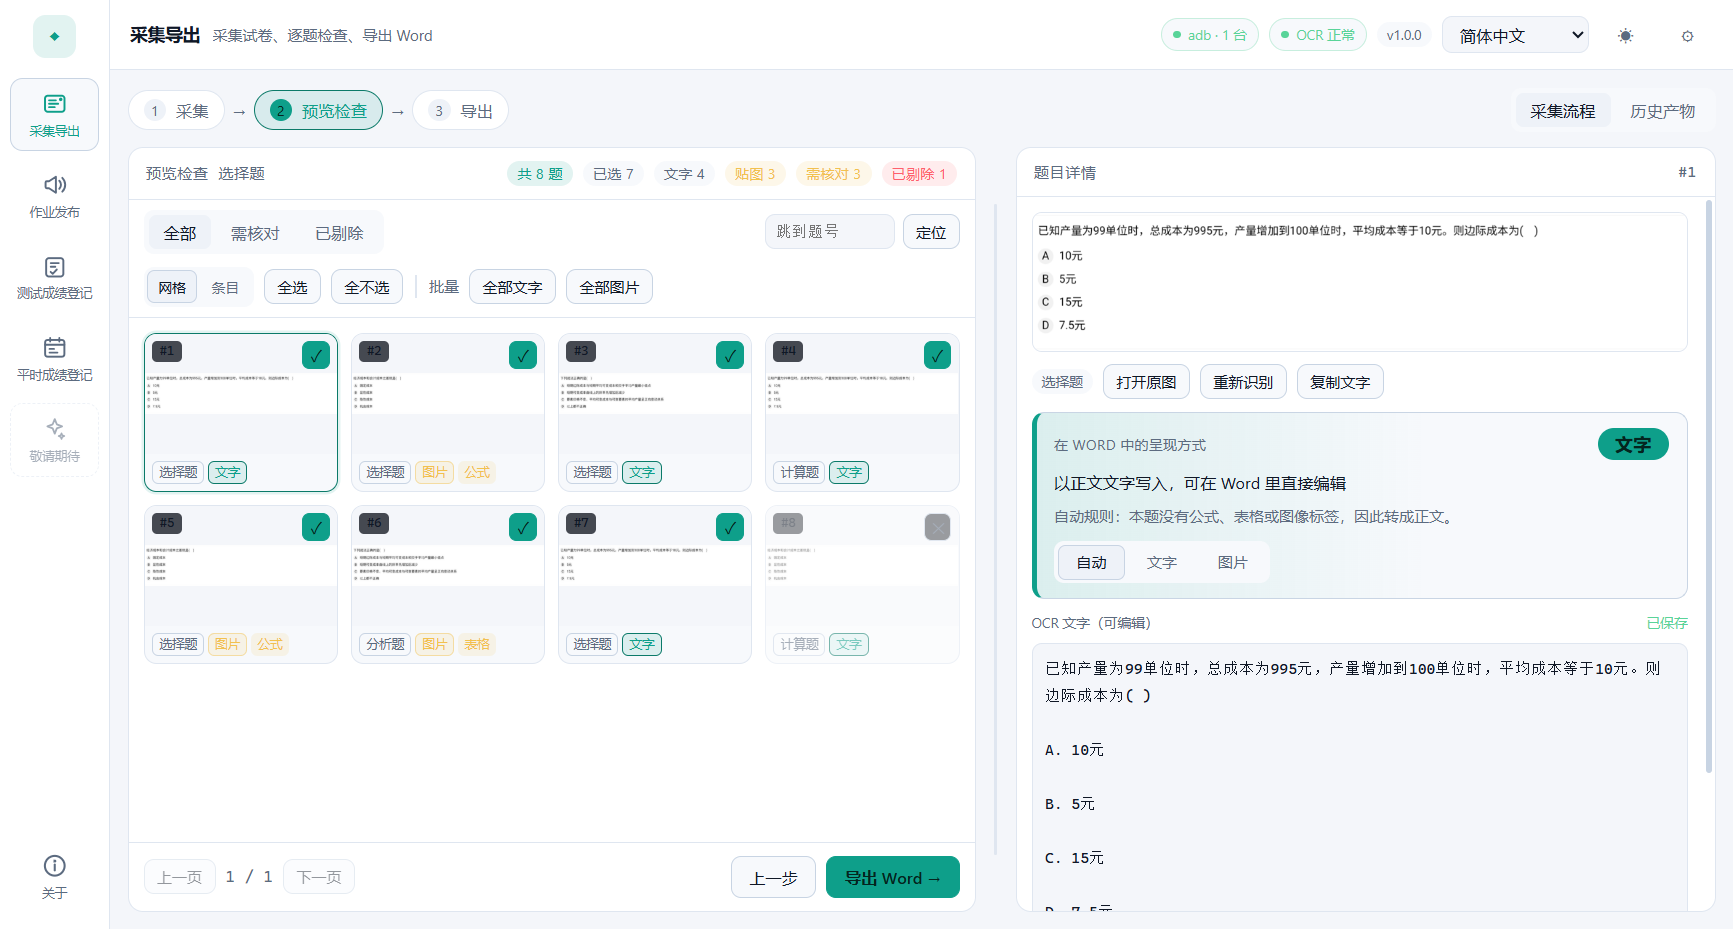 采集导出 采集试卷、逐题检查、导出 Word
adb · 1 台
OCR 正常
v1.0.0
简体中文
采集导出
作业发布
测试成绩登记
平时成绩登记
敬请期待
关于
1 采集 → 2 预览检查 → 3 导出
采集流程 历史产物
预览检查 选择题
共 8 题 已选 7 文字 4 贴图 3 需核对 3 已剔除 1
全部 需核对 已剔除
跳到题号 定位
网格 条目 全选 全不选 批量 全部文字 全部图片
#1 ✓
选择题 文字
#2 ✓
选择题 图片 公式
#3 ✓
选择题 文字
#4 ✓
计算题 文字
#5 ✓
选择题 图片 公式
#6 ✓
分析题 图片 表格
#7 ✓
选择题 文字
#8
计算题 文字
上一页 1 / 1 下一页
上一步 导出 Word →
题目详情 #1
已知产量为99单位时，总成本为995元，产量增加到100单位时，平均成本等于10元。则边际成本为( )
A 10元
B 5元
C 15元
D 7.5元
选择题 打开原图 重新识别 复制文字
在 WORD 中的呈现方式 文字
以正文文字写入，可在 Word 里直接编辑
自动规则：本题没有公式、表格或图像标签，因此转成正文。
自动 文字 图片
OCR 文字（可编辑） 已保存
已知产量为99单位时，总成本为995元，产量增加到100单位时，平均成本等于10元。则
边际成本为( )
A. 10元
B. 5元
C. 15元
D. 7.5元